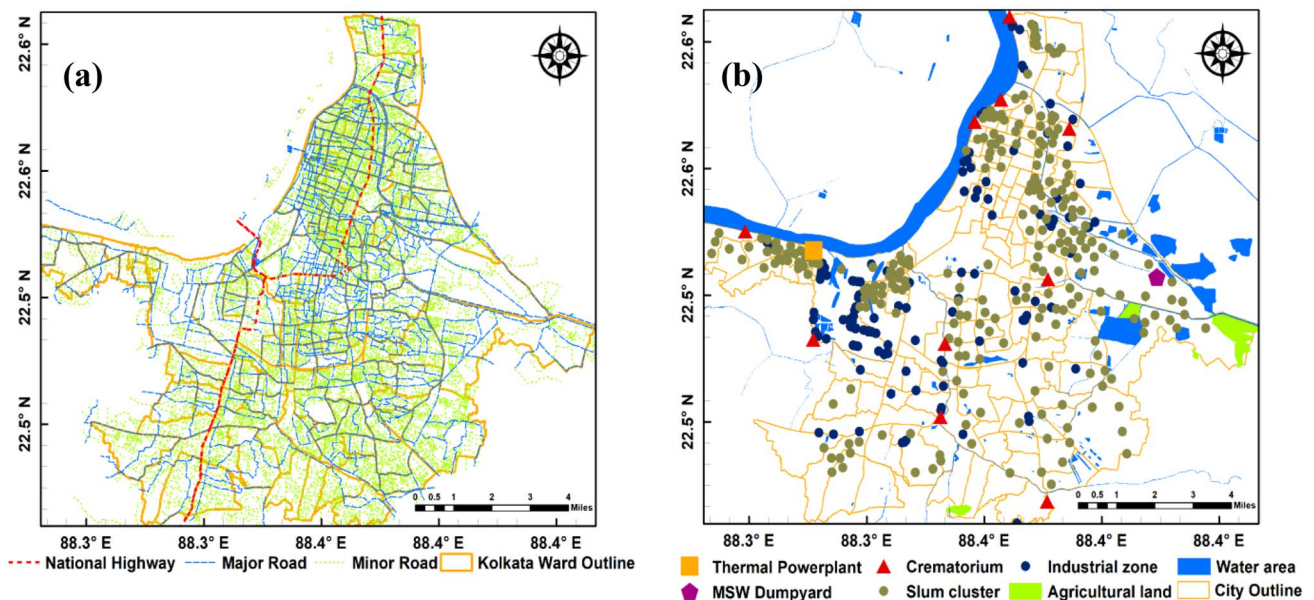 (a)
22.6° N
22.6° N
22.5° N
22.5° N
0 0.5 1 2 3 4
Miles
88.3° E 88.3° E 88.4° E 88.4° E 88.4° E
National Highway Major Road Minor Road Kolkata Ward Outline
(b)
22.6° N
22.6° N
22.5° N
22.5° N
0 0.5 1 2 3 4
Miles
88.3° E 88.3° E 88.4° E 88.4° E 88.4° E
Thermal Powerplant Crematorium Industrial zone Water area
MSW Dumpyard Slum cluster Agricultural land City Outline